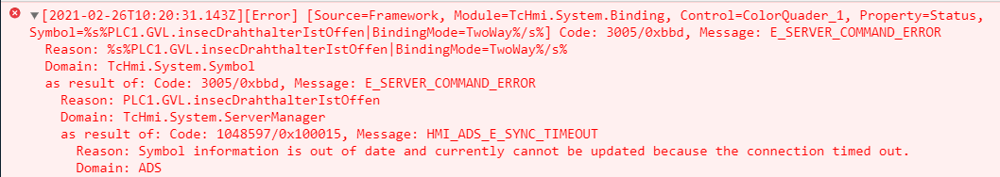 ▼[2021-02-26T10:20:31.143Z][Error] [Source=Framework, Module=TcHmi.System.Binding, Control=ColorQuader_1, Property=Status,
Symbol=%s%PLC1.GVL.insecDrahthalterIstOffen|BindingMode=TwoWay%/s%] Code: 3005/0xbbd, Message: E_SERVER_COMMAND_ERROR
Reason: %s%PLC1.GVL.insecDrahthalterIstOffen|BindingMode=TwoWay%/s%
Domain: TcHmi.System.Symbol
as result of: Code: 3005/0xbbd, Message: E_SERVER_COMMAND_ERROR
Reason: PLC1.GVL.insecDrahthalterIstOffen
Domain: TcHmi.System.ServerManager
as result of: Code: 1048597/0x100015, Message: HMI_ADS_E_SYNC_TIMEOUT
Reason: Symbol information is out of date and currently cannot be updated because the connection timed out.
Domain: ADS